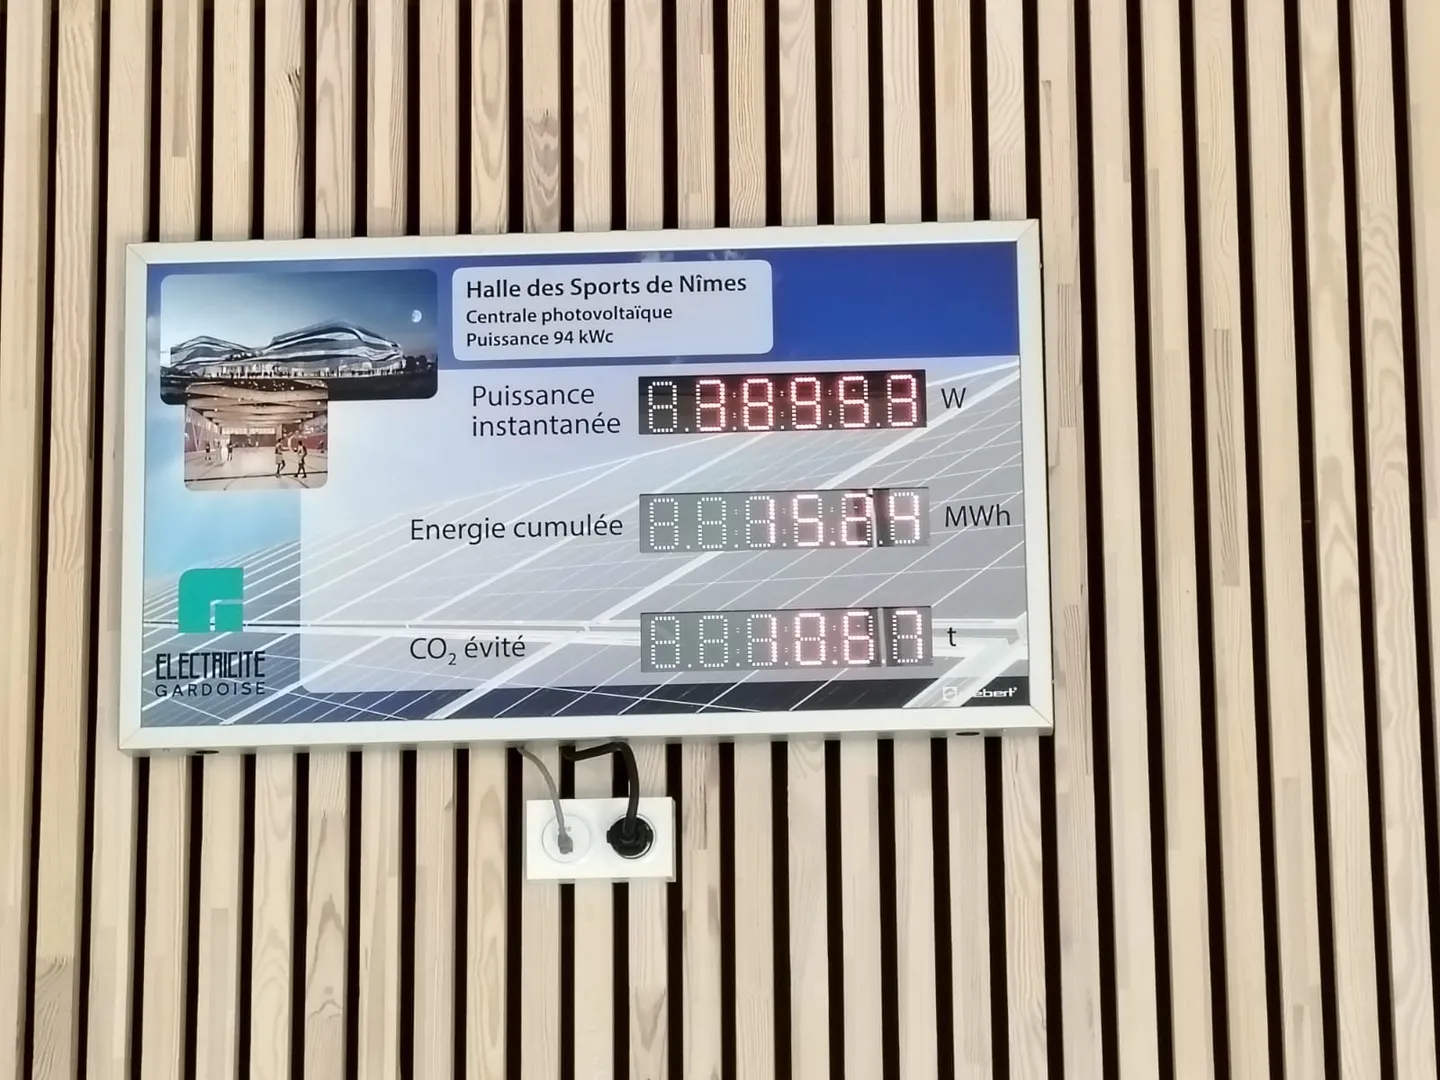 Halle des Sports de Nîmes
Centrale photovoltaïque
Puissance 94 kWc
Puissance
instantanée
W
Energie cumulée
MWh
CO₂ évité
t
ELECTRICITE
GARDOISE